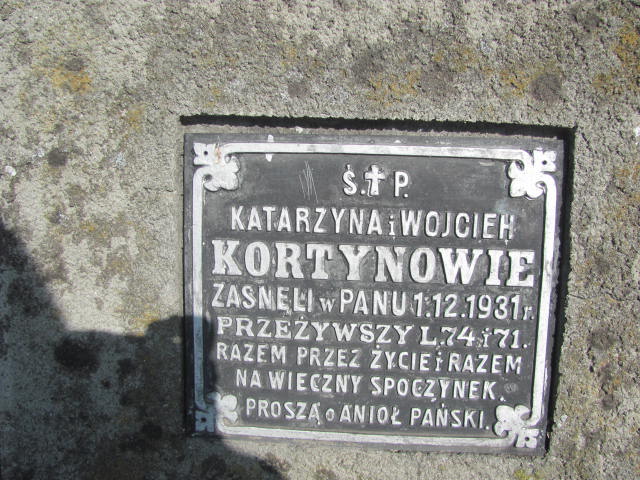 Ś.✝P.
KATARZYNA i WOJCIEH
KORTYNOWIE
ZASNĘLI w PANU 1.12.1931 r.
PRZEŻYWSZY L. 74 i 71.
RAZEM PRZEZ ŻYCIE i RAZEM
NA WIECZNY SPOCZYNEK.
PROSZĄ o ANIOŁ PAŃSKI.